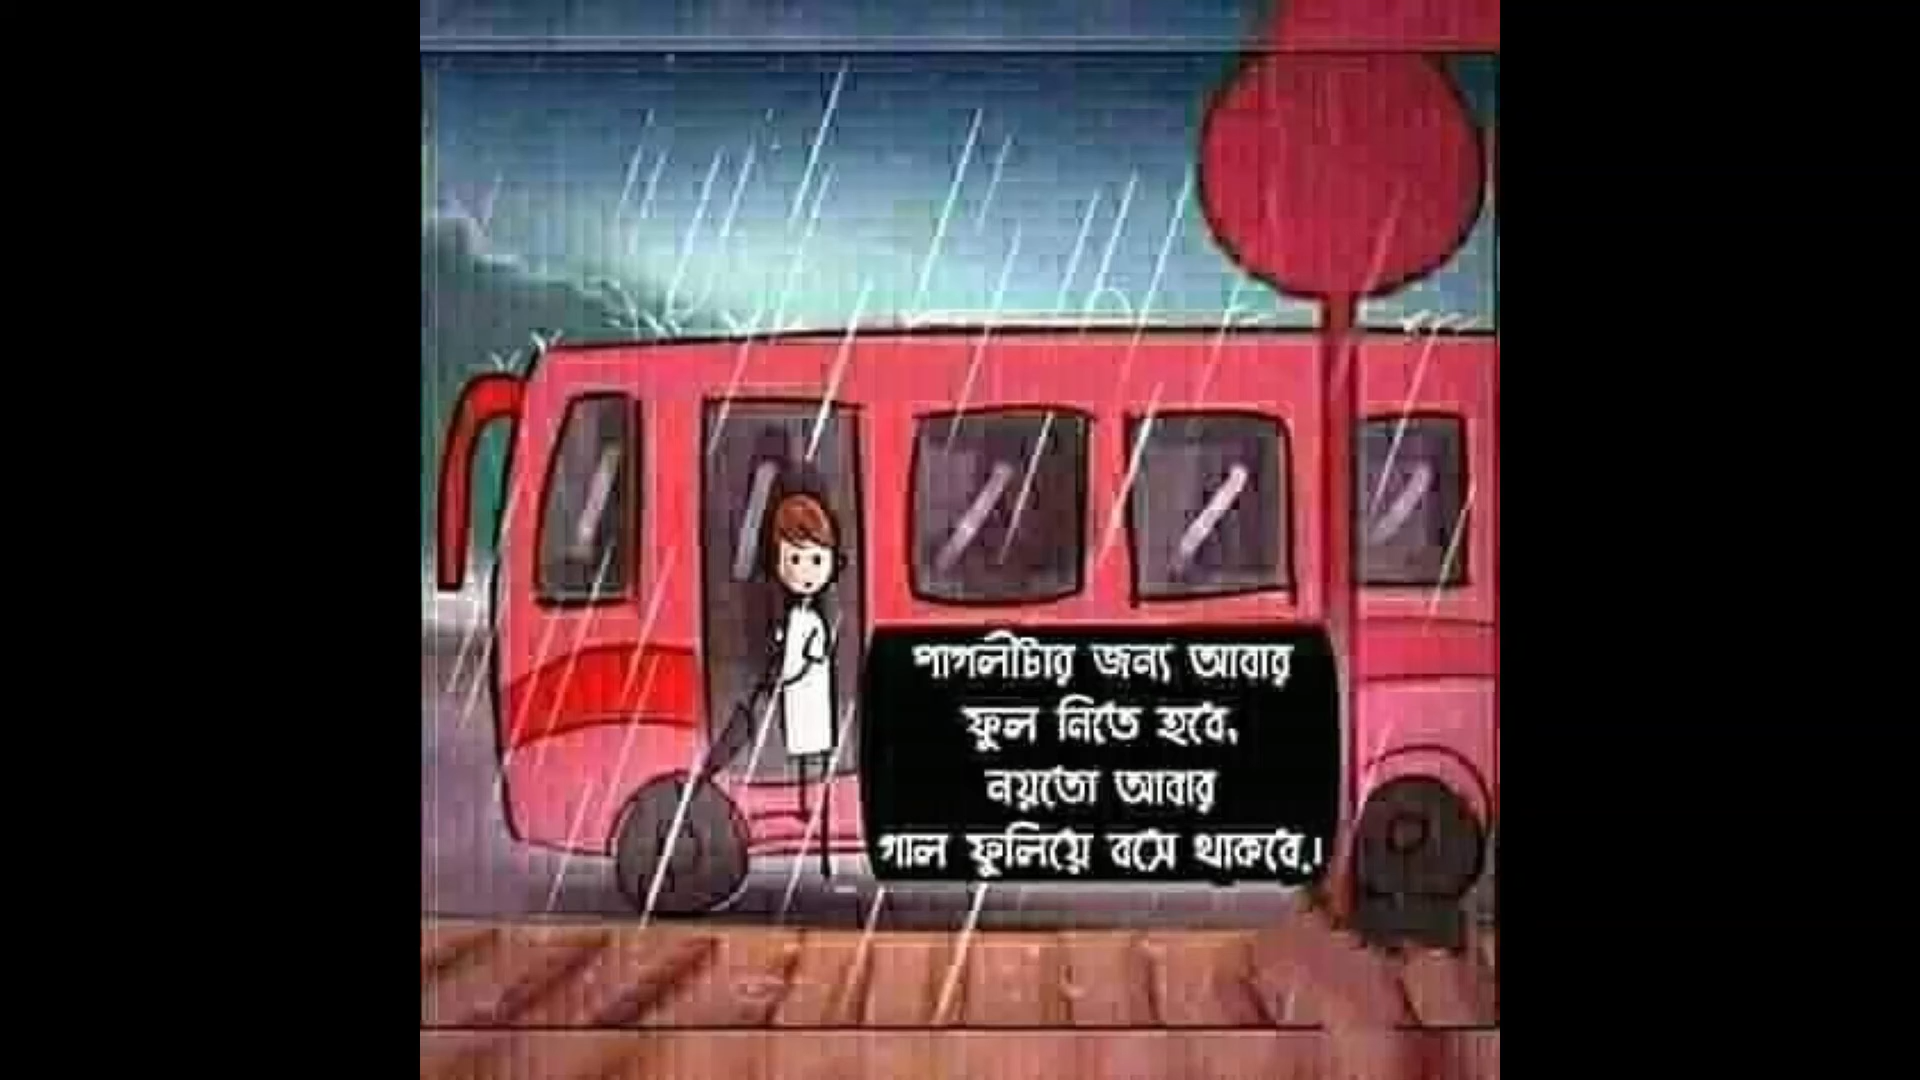 পাগলীটার জন্য আবার
ফুল নিতে হবে,
নয়তো আবার
গাল ফুলিয়ে বসে থাকবে.।